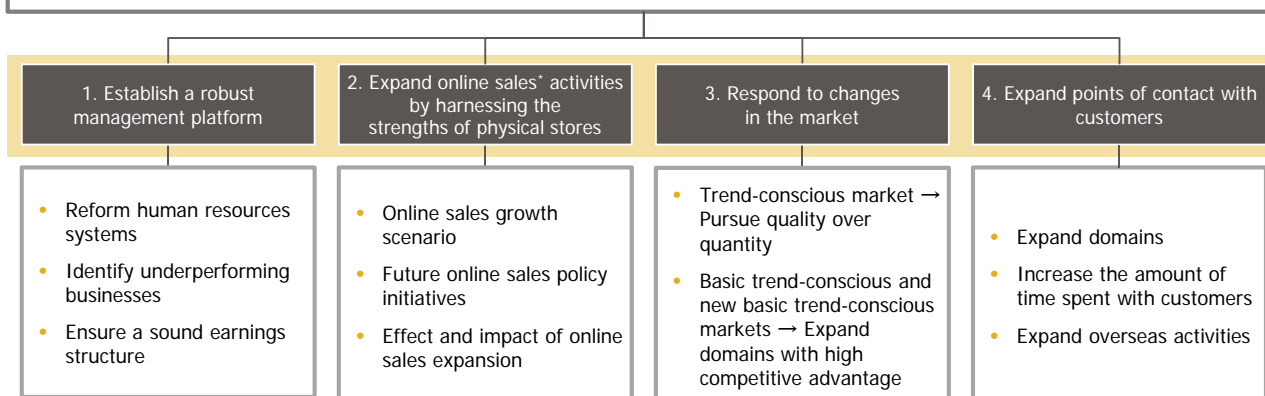 1. Establish a robust
management platform
2. Expand online sales* activities
by harnessing the
strengths of physical stores
3. Respond to changes
in the market
4. Expand points of contact with
customers
• Reform human resources
systems
• Identify underperforming
businesses
• Ensure a sound earnings
structure
• Online sales growth
scenario
• Future online sales policy
initiatives
• Effect and impact of online
sales expansion
• Trend-conscious market →
Pursue quality over
quantity
• Basic trend-conscious and
new basic trend-conscious
markets → Expand
domains with high
competitive advantage
• Expand domains
• Increase the amount of
time spent with customers
• Expand overseas activities